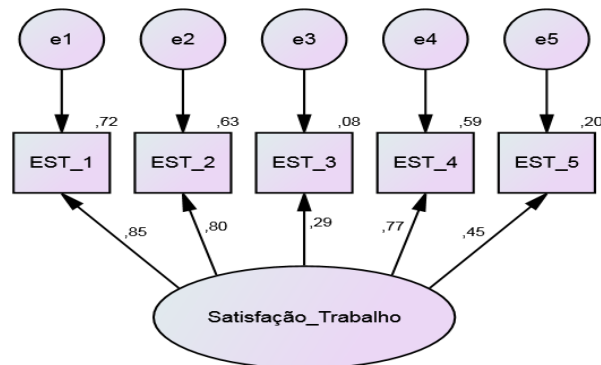 e1 e2 e3 e4 e5
,72 ,63 ,08 ,59 ,20
EST_1 EST_2 EST_3 EST_4 EST_5
,85 ,80 ,29 ,77 ,45
Satisfação_Trabalho